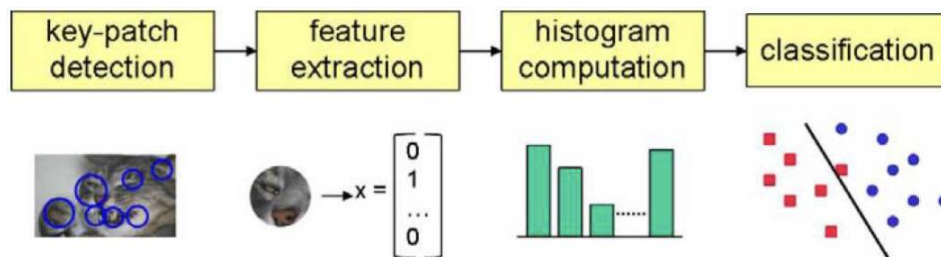 key-patch
detection
feature
extraction
histogram
computation
classification
x =
0
1
...
0
......